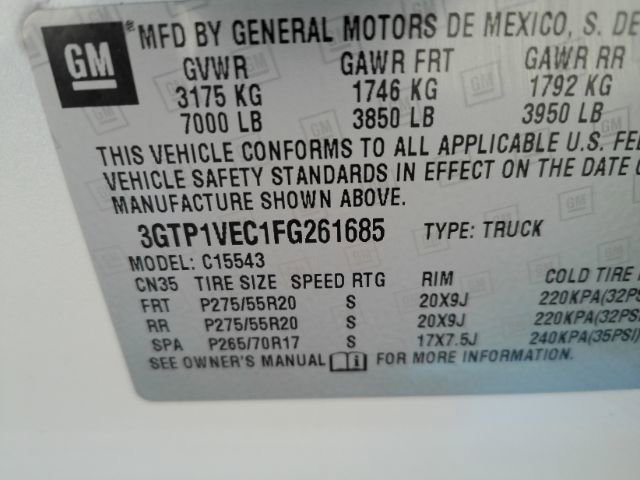 GM
® MFD BY GENERAL MOTORS DE MEXICO, S. DE
GVWR GAWR FRT GAWR RR
3175 KG 1746 KG 1792 KG
7000 LB 3850 LB 3950 LB
THIS VEHICLE CONFORMS TO ALL APPLICABLE U.S. FE
VEHICLE SAFETY STANDARDS IN EFFECT ON THE DATE
MANUFACTURE SHOWN ABOVE.
3GTP1VEC1FG261685 TYPE: TRUCK
MODEL: C15543
CN35 TIRE SIZE SPEED RTG RIM COLD TIRE
FRT P275/55R20 S 20X9J 220KPA(32PS
RR P275/55R20 S 20X9J 220KPA(32PS
SPA P265/70R17 S 17X7.5J 240KPA(35PSI)
SEE OWNER'S MANUAL FOR MORE INFORMATION.